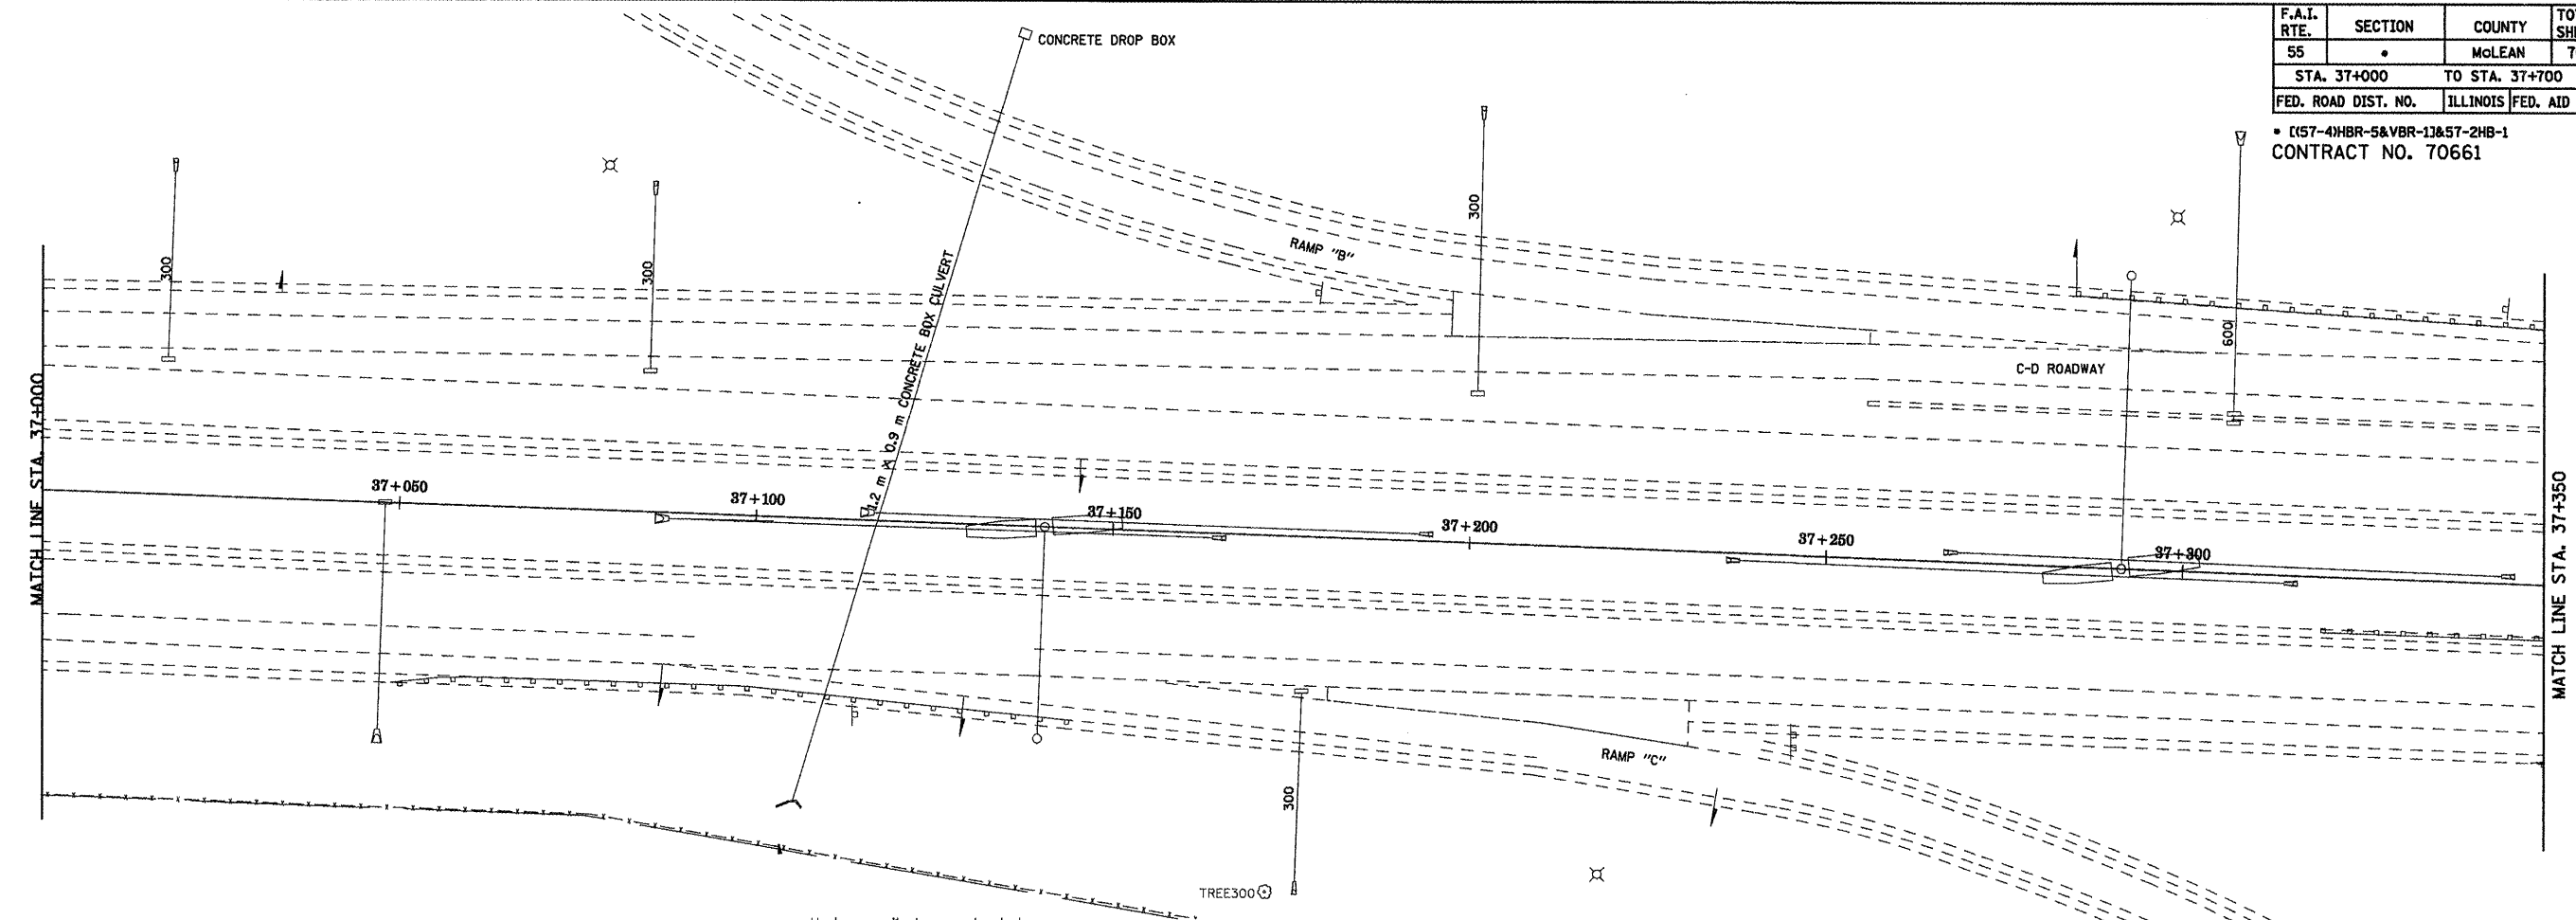 F.A.I. RTE. SECTION COUNTY
55 • McLEAN
STA. 37+000 TO STA. 37+700
FED. ROAD DIST. NO. ILLINOIS FED. AID
• [(57-4)HBR-5&VBR-1]&57-2HB-1
CONTRACT NO. 70661
CONCRETE DROP BOX
300
300
300
600
RAMP "B"
C-D ROADWAY
1.2 m X 0.9 m CONCRETE BOX CULVERT
MATCH LINE STA. 37+000
37+050
37+100
37+150
37+200
37+250
37+300
MATCH LINE STA. 37+350
RAMP "C"
300
TREE300